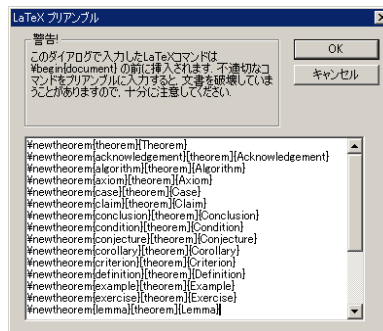 LaTeX プリアンブル
警告!
このダイアログで入力したLaTeXコマンドは
¥begin{document} の前に挿入されます. 不適切なコ
マンドをプリアンブルに入力すると, 文書を破壊していま
うことがありますので, 十分に注意してください.
OK
キャンセル
¥newtheorem{theorem}{Theorem}
¥newtheorem{acknowledgement}[theorem]{Acknowledgement}
¥newtheorem{algorithm}[theorem]{Algorithm}
¥newtheorem{axiom}[theorem]{Axiom}
¥newtheorem{case}[theorem]{Case}
¥newtheorem{claim}[theorem]{Claim}
¥newtheorem{conclusion}[theorem]{Conclusion}
¥newtheorem{condition}[theorem]{Condition}
¥newtheorem{conjecture}[theorem]{Conjecture}
¥newtheorem{corollary}[theorem]{Corollary}
¥newtheorem{criterion}[theorem]{Criterion}
¥newtheorem{definition}[theorem]{Definition}
¥newtheorem{example}[theorem]{Example}
¥newtheorem{exercise}[theorem]{Exercise}
¥newtheorem{lemma}[theorem]{Lemma}